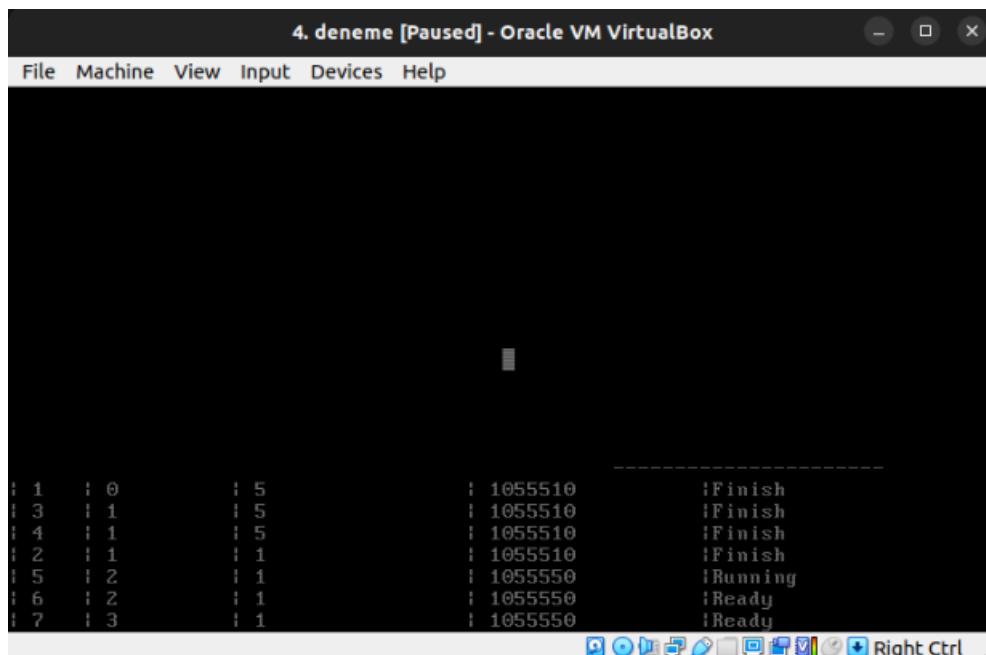 4. deneme [Paused] - Oracle VM VirtualBox
File Machine View Input Devices Help
------------------------
¦ 1 ¦ 0 ¦ 5 ¦ 1055510 ¦Finish
¦ 3 ¦ 1 ¦ 5 ¦ 1055510 ¦Finish
¦ 4 ¦ 1 ¦ 5 ¦ 1055510 ¦Finish
¦ 2 ¦ 1 ¦ 1 ¦ 1055510 ¦Finish
¦ 5 ¦ 2 ¦ 1 ¦ 1055550 ¦Running
¦ 6 ¦ 2 ¦ 1 ¦ 1055550 ¦Ready
¦ 7 ¦ 3 ¦ 1 ¦ 1055550 ¦Ready
Right Ctrl